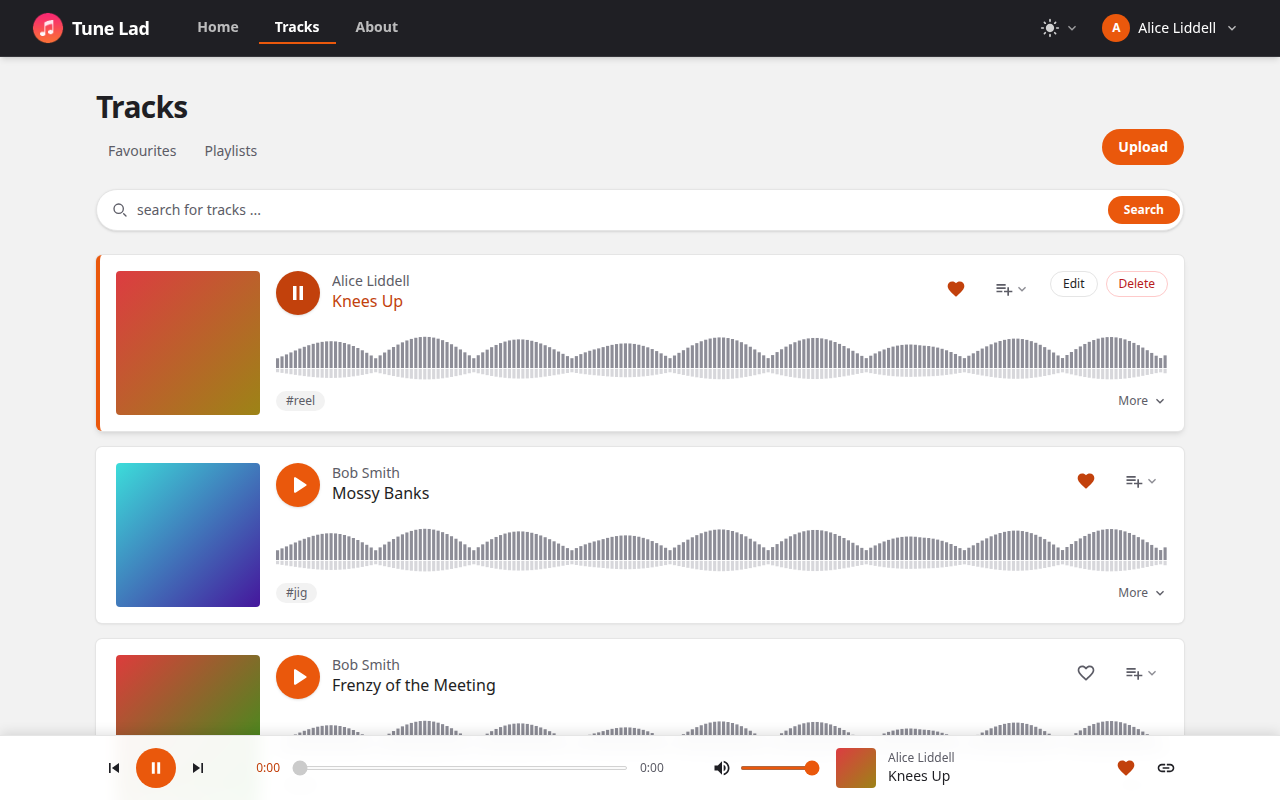 Tune Lad
Home
Tracks
About
A
Alice Liddell
Tracks
Favourites
Playlists
Upload
search for tracks ...
Search
Alice Liddell
Knees Up
Edit
Delete
#reel
More
Bob Smith
Mossy Banks
#jig
More
Bob Smith
Frenzy of the Meeting
0:00
0:00
Alice Liddell
Knees Up